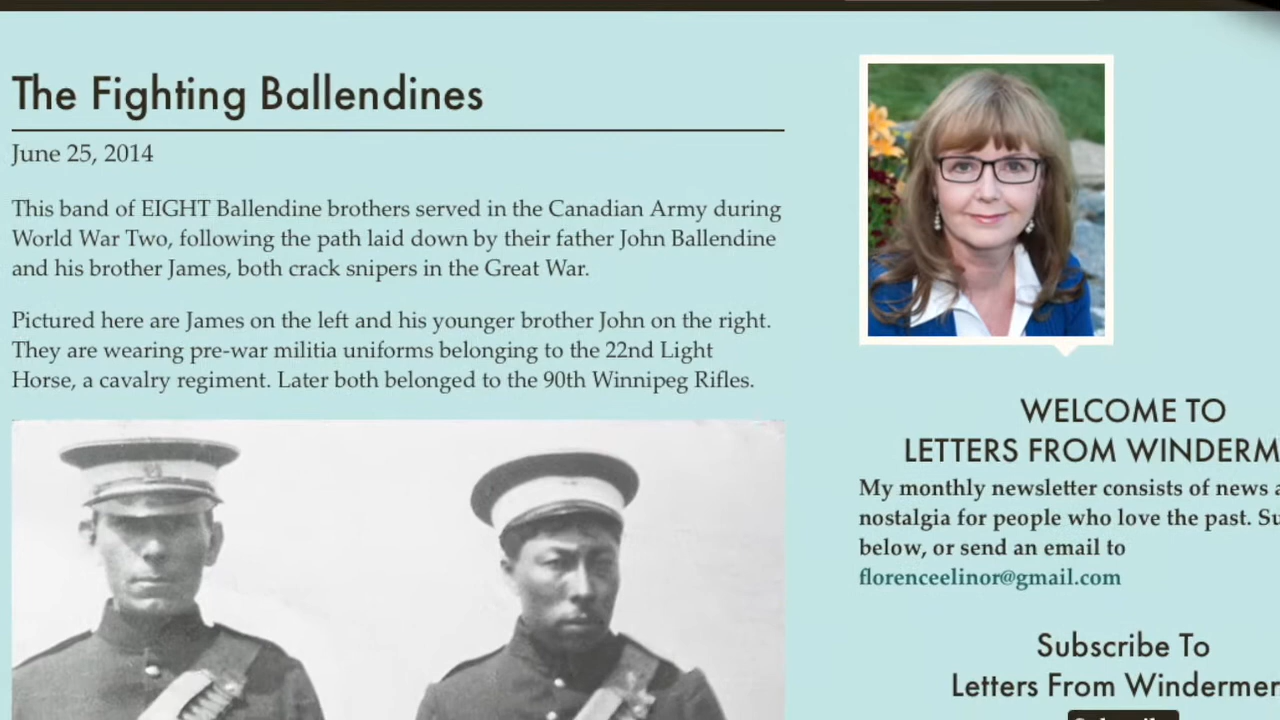 The Fighting Ballendines
June 25, 2014
This band of EIGHT Ballendine brothers served in the Canadian Army during
World War Two, following the path laid down by their father John Ballendine
and his brother James, both crack snipers in the Great War.
Pictured here are James on the left and his younger brother John on the right.
They are wearing pre-war militia uniforms belonging to the 22nd Light
Horse, a cavalry regiment. Later both belonged to the 90th Winnipeg Rifles.
WELCOME TO
LETTERS FROM WINDERM
My monthly newsletter consists of news a
nostalgia for people who love the past. Su
below, or send an email to
florenceelinor@gmail.com
Subscribe To
Letters From Windermer